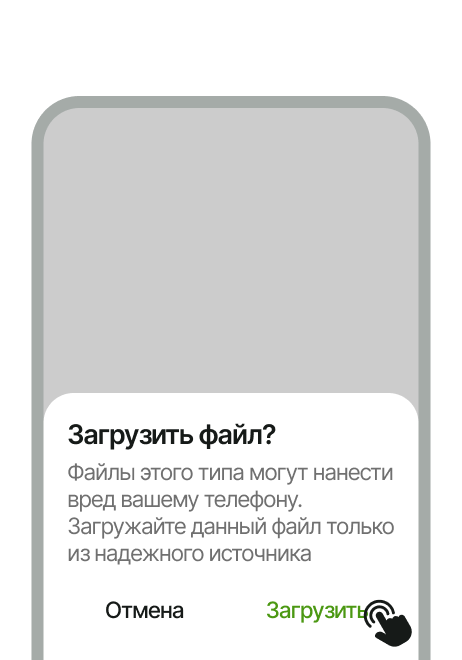 Загрузить файл?
Файлы этого типа могут нанести
вред вашему телефону.
Загружайте данный файл только
из надежного источника
Отмена Загрузить